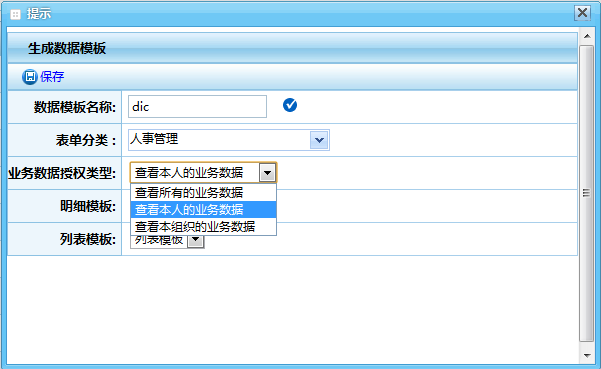 提示
生成数据模板
保存
数据模板名称: dic
表单分类： 人事管理
业务数据授权类型: 查看本人的业务数据
查看所有的业务数据
明细模板: 查看本人的业务数据
查看本组织的业务数据
列表模板: 列表模板